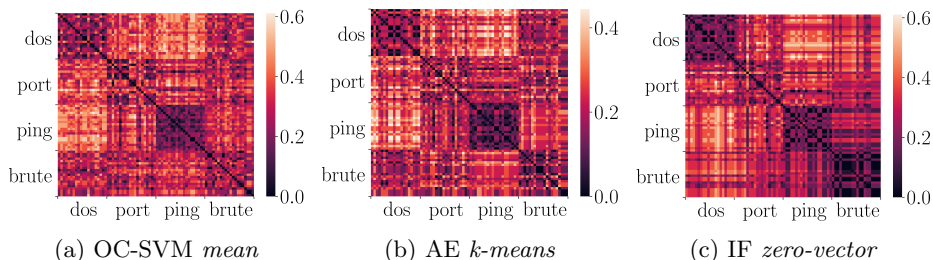 dos
port
ping
brute
dos port ping brute
0.6
0.4
0.2
0.0
(a) OC-SVM mean
dos
port
ping
brute
dos port ping brute
0.4
0.2
0.0
(b) AE k-means
dos
port
ping
brute
dos port ping brute
0.6
0.4
0.2
0.0
(c) IF zero-vector